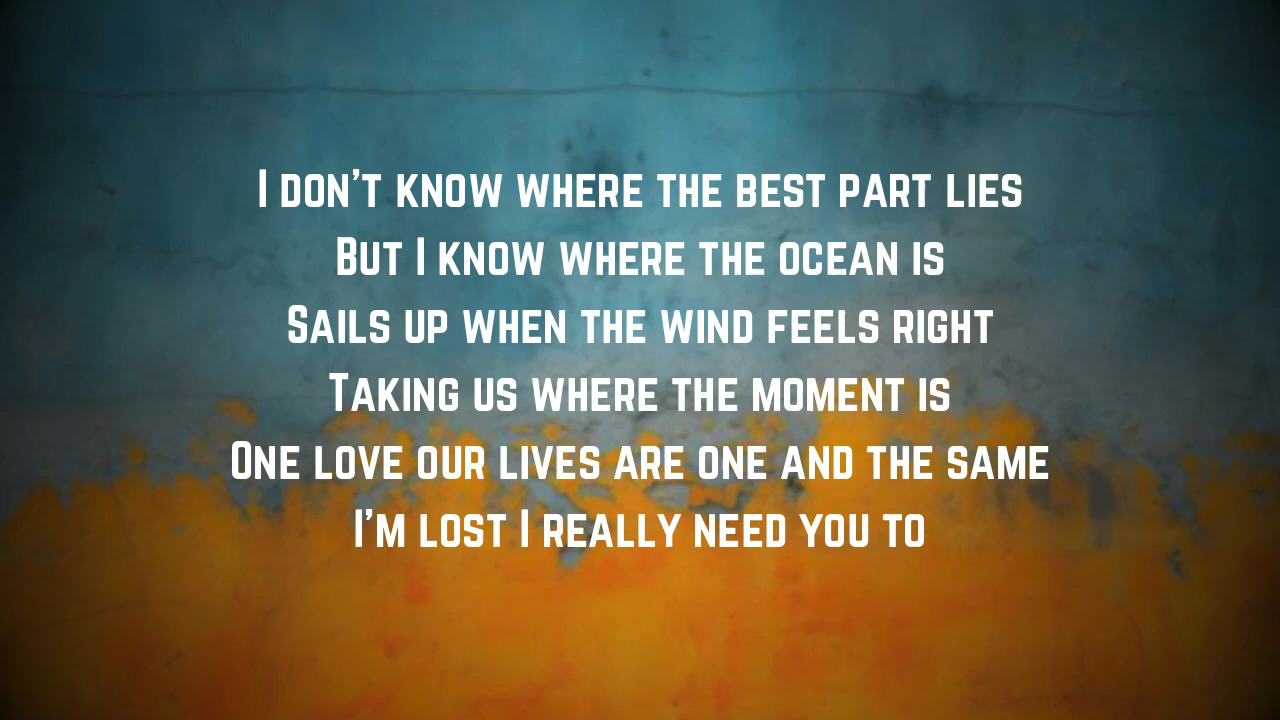 I don't know where the best part lies
But I know where the ocean is
Sails up when the wind feels right
Taking us where the moment is
One love our lives are one and the same
I'm lost I really need you to